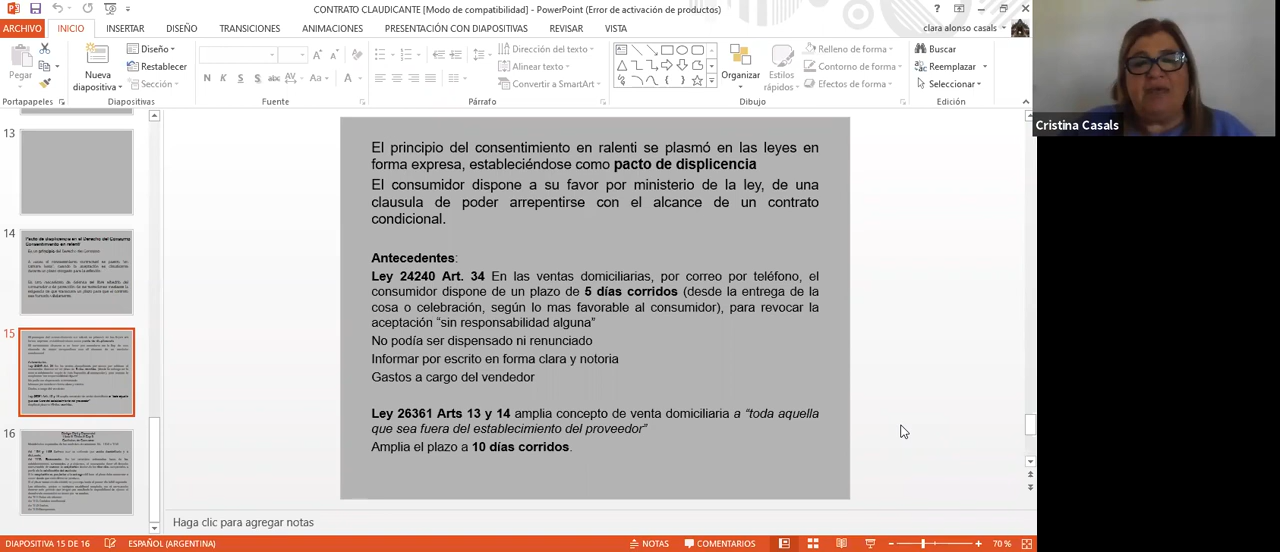 CONTRATO CLAUDICANTE [Modo de compatibilidad] - PowerPoint (Error de activación de productos)
ARCHIVO INICIO INSERTAR DISEÑO TRANSICIONES ANIMACIONES PRESENTACIÓN CON DIAPOSITIVAS REVISAR VISTA clara alonso casals
Pegar
Nueva diapositiva
Diseño
Restablecer
Sección
N K S S abc AV Aa A
Dirección del texto
Alinear texto
Convertir a SmartArt
Organizar
Estilos rápidos
Relleno de forma
Contorno de forma
Efectos de forma
Buscar
Reemplazar
Seleccionar
Portapapeles Diapositivas Fuente Párrafo Dibujo Edición
Cristina Casals
13
14
15
16
El principio del consentimiento en ralenti se plasmó en las leyes en
forma expresa, estableciéndose como pacto de displicencia
El consumidor dispone a su favor por ministerio de la ley, de una
clausula de poder arrepentirse con el alcance de un contrato
condicional.
Antecedentes:
Ley 24240 Art. 34 En las ventas domiciliarias, por correo por teléfono, el
consumidor dispone de un plazo de 5 días corridos (desde la entrega de la
cosa o celebración, según lo mas favorable al consumidor), para revocar la
aceptación “sin responsabilidad alguna”
No podía ser dispensado ni renunciado
Informar por escrito en forma clara y notoria
Gastos a cargo del vendedor
Ley 26361 Arts 13 y 14 amplia concepto de venta domiciliaria a “toda aquella
que sea fuera del establecimiento del proveedor”
Amplia el plazo a 10 días corridos.
Haga clic para agregar notas
DIAPOSITIVA 15 DE 16 ESPAÑOL (ARGENTINA) NOTAS COMENTARIOS 70 %